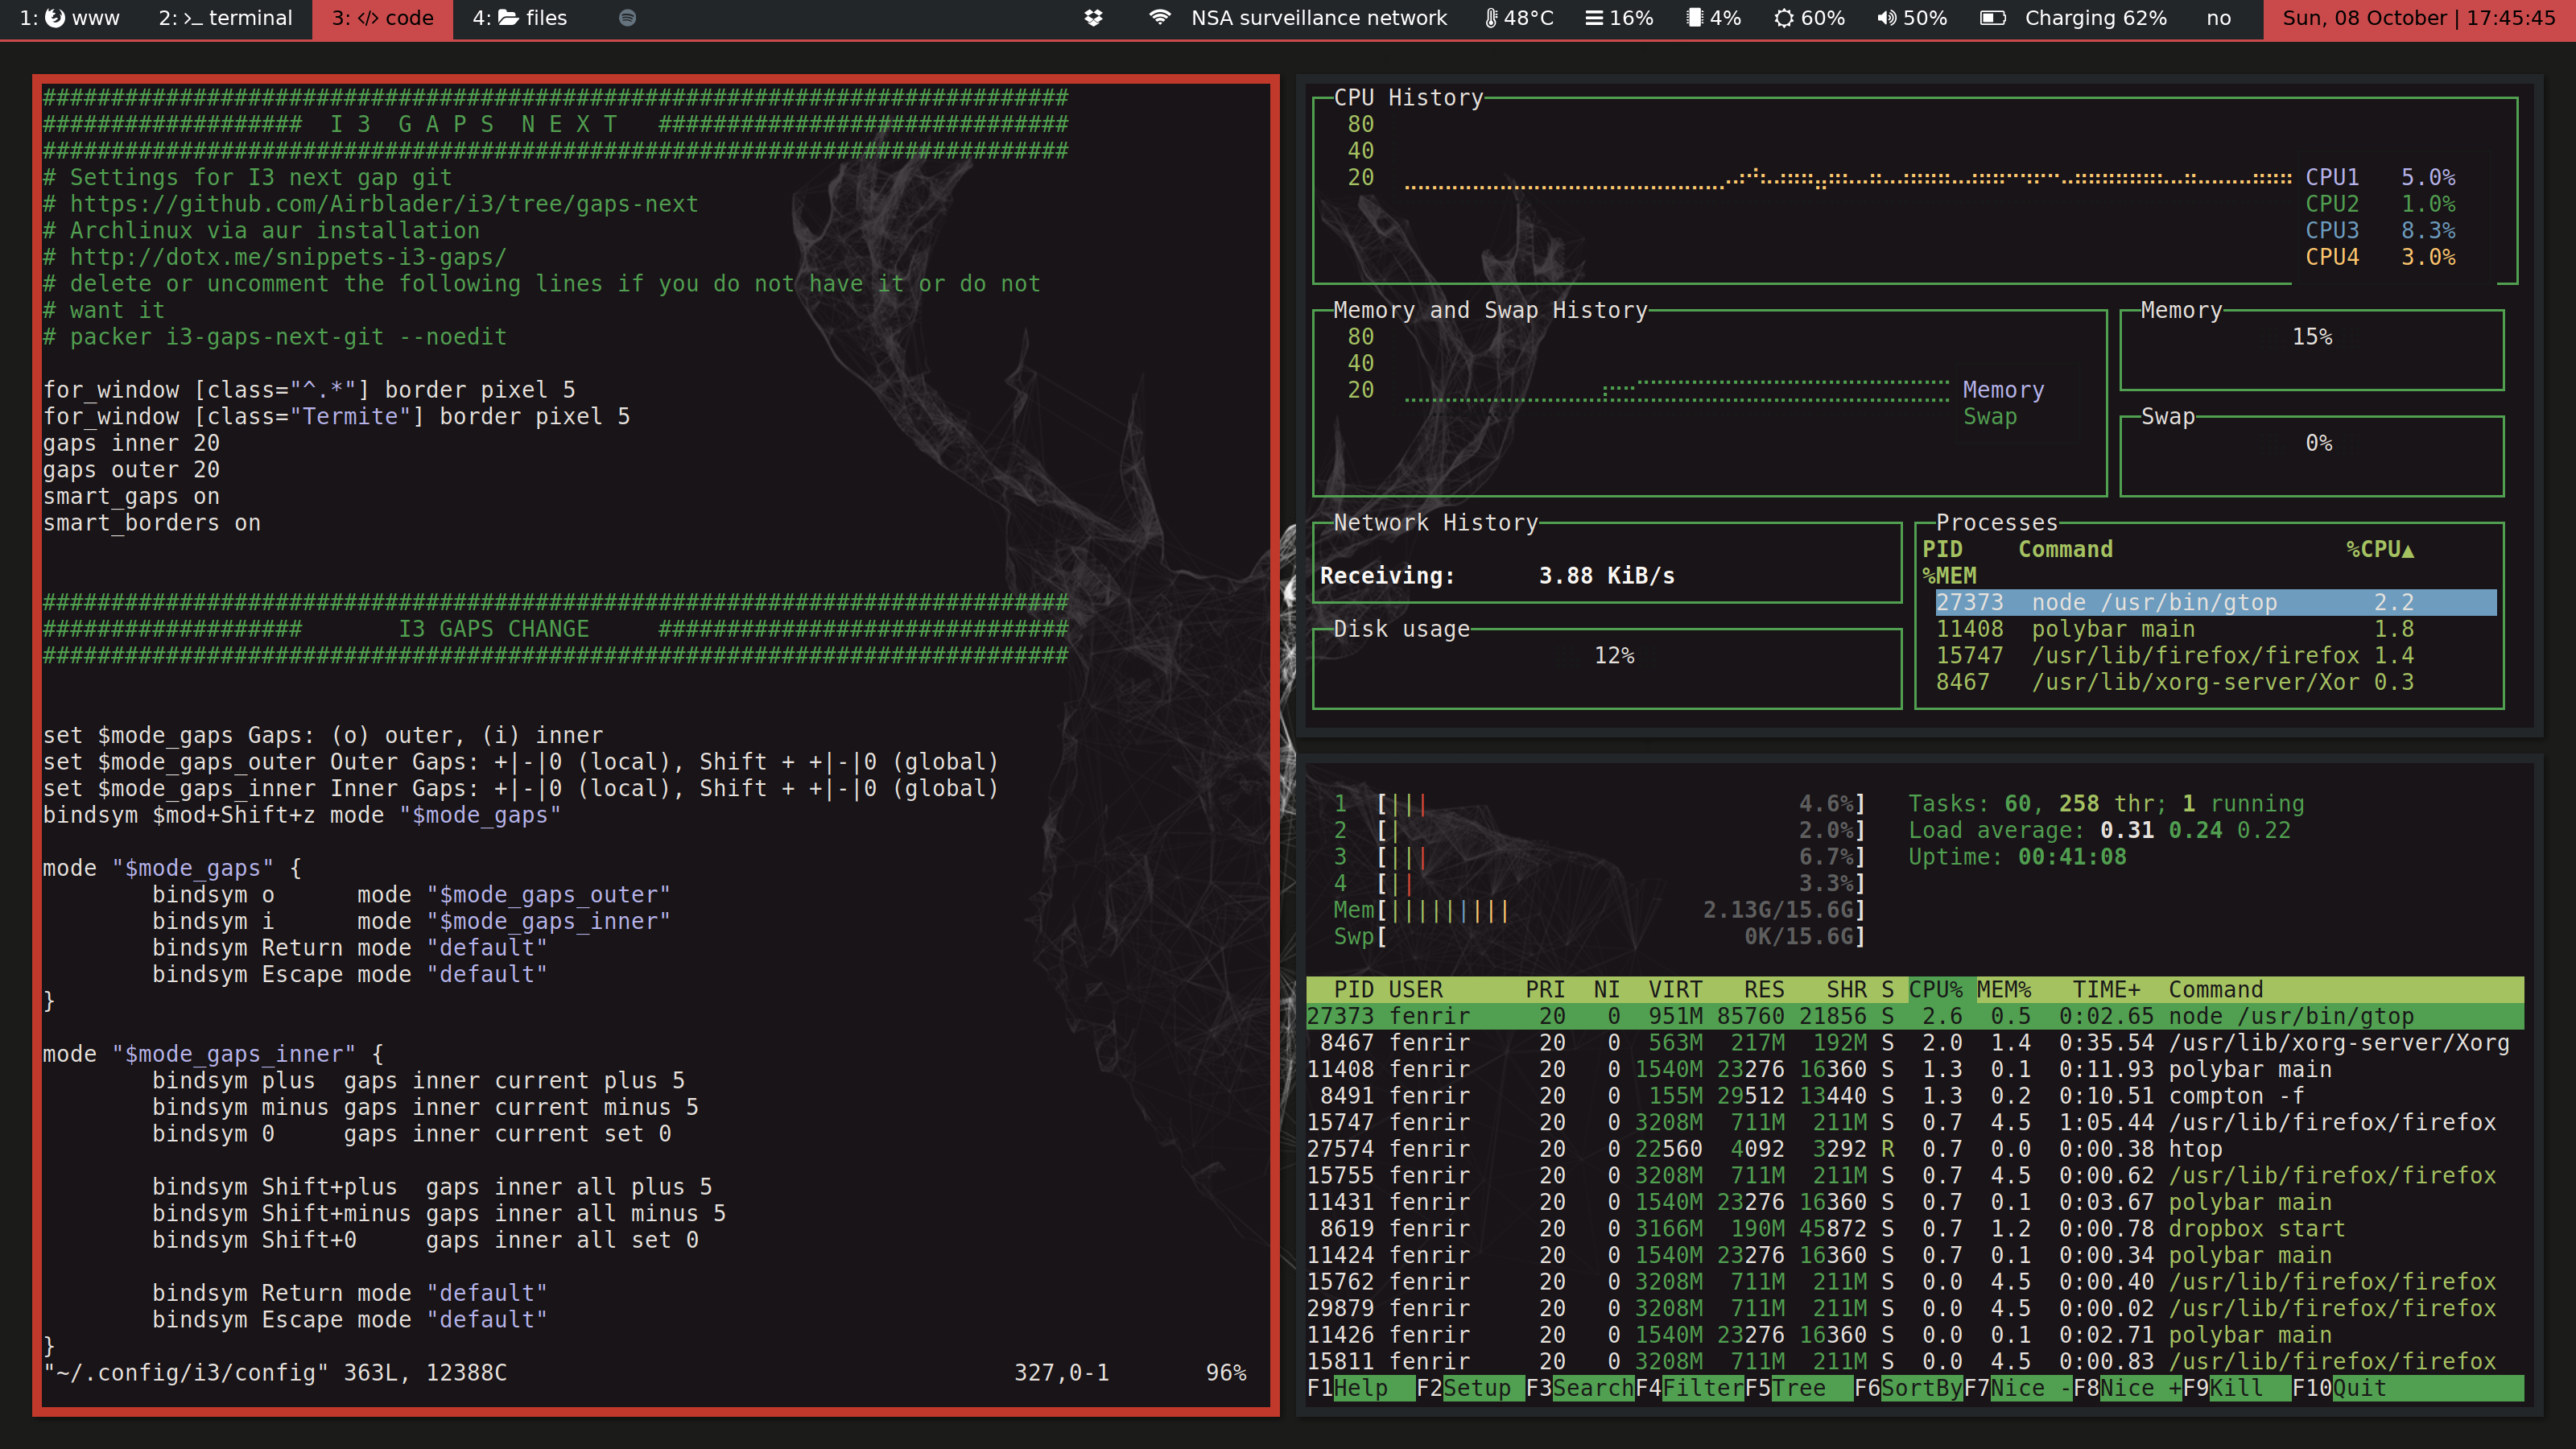 1: www 2: >_ terminal 3: </> code 4: files NSA surveillance network 48°C 16% 4% 60% 50% Charging 62% no Sun, 08 October | 17:45:45
###########################################################################
##################### I 3 G A P S N E X T ##############################
###########################################################################
# Settings for I3 next gap git
# https://github.com/Airblader/i3/tree/gaps-next
# Archlinux via aur installation
# http://dotx.me/snippets-i3-gaps/
# delete or uncomment the following lines if you do not have it or do not
# want it
# packer i3-gaps-next-git --noedit
for_window [class="^.*"] border pixel 5
for_window [class="Termite"] border pixel 5
gaps inner 20
gaps outer 20
smart_gaps on
smart_borders on
###########################################################################
################### I3 GAPS CHANGE ##############################
###########################################################################
set $mode_gaps Gaps: (o) outer, (i) inner
set $mode_gaps_outer Outer Gaps: +|-|0 (local), Shift + +|-|0 (global)
set $mode_gaps_inner Inner Gaps: +|-|0 (local), Shift + +|-|0 (global)
bindsym $mod+Shift+z mode "$mode_gaps"
mode "$mode_gaps" {
bindsym o mode "$mode_gaps_outer"
bindsym i mode "$mode_gaps_inner"
bindsym Return mode "default"
bindsym Escape mode "default"
}
mode "$mode_gaps_inner" {
bindsym plus gaps inner current plus 5
bindsym minus gaps inner current minus 5
bindsym 0 gaps inner current set 0
bindsym Shift+plus gaps inner all plus 5
bindsym Shift+minus gaps inner all minus 5
bindsym Shift+0 gaps inner all set 0
bindsym Return mode "default"
bindsym Escape mode "default"
}
"~/.config/i3/config" 363L, 12388C 327,0-1 96%
CPU History
80
40
20
CPU1 5.0%
CPU2 1.0%
CPU3 8.3%
CPU4 3.0%
Memory and Swap History
80
40
20
Memory
Swap
Memory
15%
Swap
0%
Network History
Receiving: 3.88 KiB/s
Disk usage
12%
Processes
PID Command %CPU▲
%MEM
27373 node /usr/bin/gtop 2.2
11408 polybar main 1.8
15747 /usr/lib/firefox/firefox 1.4
8467 /usr/lib/xorg-server/Xor 0.3
1 [||| 4.6%] Tasks: 60, 258 thr; 1 running
2 [| 2.0%] Load average: 0.31 0.24 0.22
3 [||| 6.7%] Uptime: 00:41:08
4 [|| 3.3%]
Mem[||||||||| 2.13G/15.6G]
Swp[ 0K/15.6G]
PID USER PRI NI VIRT RES SHR S CPU% MEM% TIME+ Command
27373 fenrir 20 0 951M 85760 21856 S 2.6 0.5 0:02.65 node /usr/bin/gtop
8467 fenrir 20 0 563M 217M 192M S 2.0 1.4 0:35.54 /usr/lib/xorg-server/Xorg
11408 fenrir 20 0 1540M 23276 16360 S 1.3 0.1 0:11.93 polybar main
8491 fenrir 20 0 155M 29512 13440 S 1.3 0.2 0:10.51 compton -f
15747 fenrir 20 0 3208M 711M 211M S 0.7 4.5 1:05.44 /usr/lib/firefox/firefox
27574 fenrir 20 0 22560 4092 3292 R 0.7 0.0 0:00.38 htop
15755 fenrir 20 0 3208M 711M 211M S 0.7 4.5 0:00.62 /usr/lib/firefox/firefox
11431 fenrir 20 0 1540M 23276 16360 S 0.7 0.1 0:03.67 polybar main
8619 fenrir 20 0 3166M 190M 45872 S 0.7 1.2 0:00.78 dropbox start
11424 fenrir 20 0 1540M 23276 16360 S 0.7 0.1 0:00.34 polybar main
15762 fenrir 20 0 3208M 711M 211M S 0.0 4.5 0:00.40 /usr/lib/firefox/firefox
29879 fenrir 20 0 3208M 711M 211M S 0.0 4.5 0:00.02 /usr/lib/firefox/firefox
11426 fenrir 20 0 1540M 23276 16360 S 0.0 0.1 0:02.71 polybar main
15811 fenrir 20 0 3208M 711M 211M S 0.0 4.5 0:00.83 /usr/lib/firefox/firefox
F1Help F2Setup F3SearchF4FilterF5Tree F6SortByF7Nice -F8Nice +F9Kill F10Quit